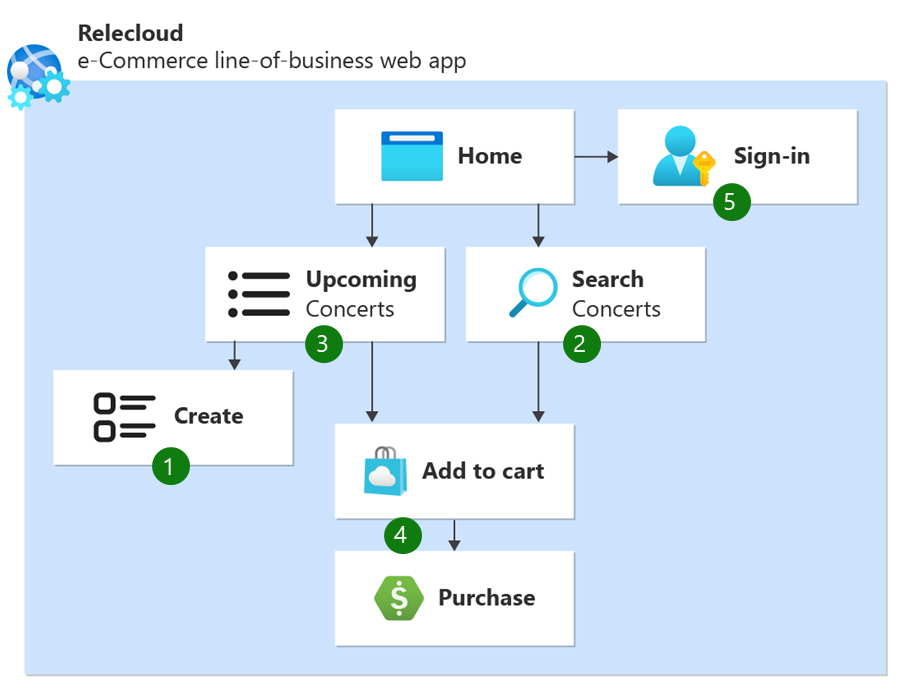 Relecloud
e-Commerce line-of-business web app
Home
Sign-in
5
Upcoming
Concerts
3
Search
Concerts
2
Create
1
Add to cart
4
$
Purchase